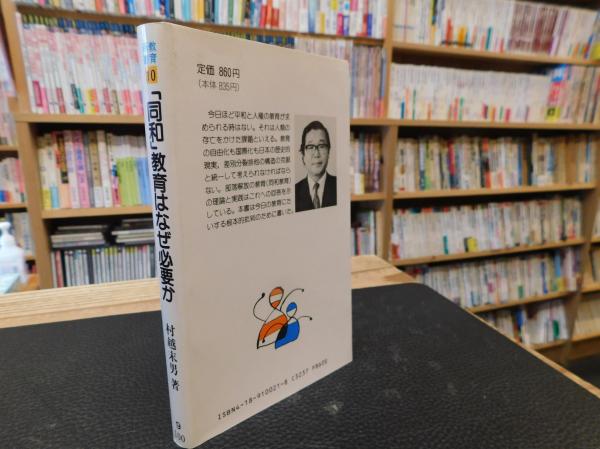 教育
10
「同和」教育はなぜ必要か
村越末男 著
9
100
定価 860円
(本体 835円)
今日ほど平和と人権の教育が求
められる時はない。それは人類の
存亡をかけた課題といえる。教育
の自由化も国際化も日本の歴史的
現実、差別分裂支配の構造の克服
と統一して考えられなければなら
ない。部落解放の教育(同和教育)
の理論と実践はこれへの回答を示
している。本書は今日の教育にた
いする根本的批判のために書いた。
ISBN4-18-910021-8 C3237 P860E